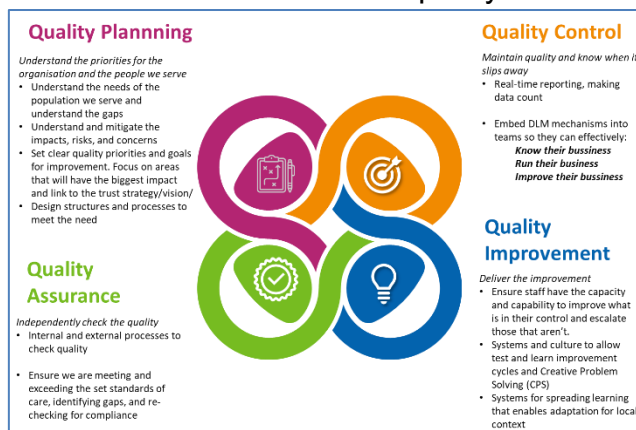 Quality Plannning
Understand the priorities for the
organisation and the people we serve
• Understand the needs of the
population we serve and
understand the gaps
• Understand and mitigate the
impacts, risks, and concerns
• Set clear quality priorities and goals
for improvement. Focus on areas
that will have the biggest impact
and link to the trust strategy/vision/
• Design structures and processes to
meet the need
Quality Control
Maintain quality and know when it
slips away
• Real-time reporting, making
data count
• Embed DLM mechanisms into
teams so they can effectively:
Know their bussiness
Run their business
Improve their bussiness
Quality
Assurance
Independently check the quality
• Internal and external processes to
check quality
• Ensure we are meeting and
exceeding the set standards of
care, identifying gaps, and re-
checking for compliance
Quality
Improvement
Deliver the improvement
• Ensure staff have the capacity
and capability to improve what
is in their control and escalate
those that aren't.
• Systems and culture to allow
test and learn improvement
cycles and Creative Problem
Solving (CPS)
• Systems for spreading learning
that enables adaptation for local
context